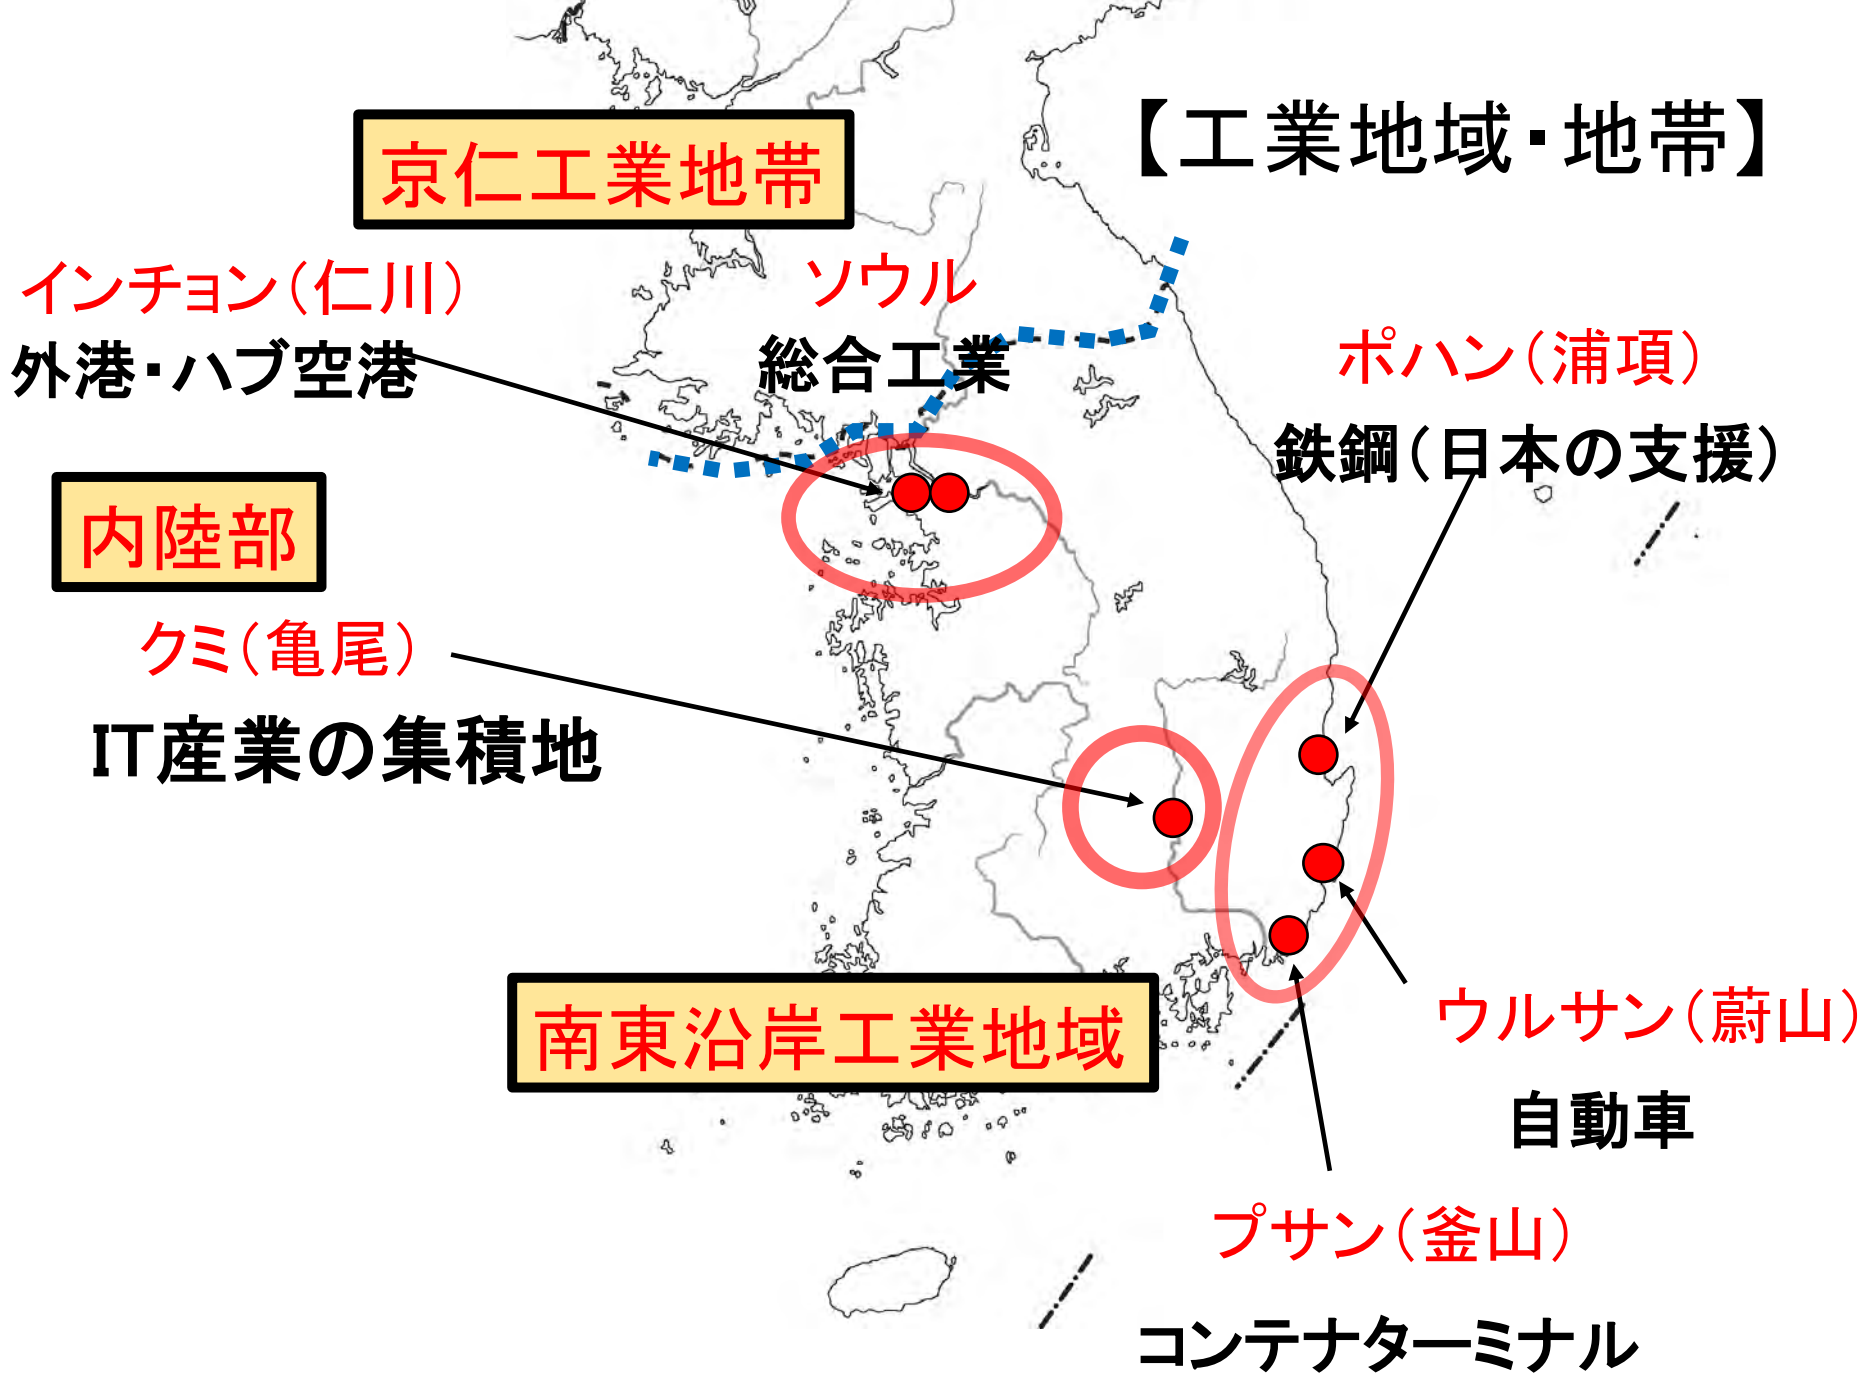 【工業地域・地帯】
京仁工業地帯
インチョン（仁川）
外港・ハブ空港
ソウル
総合工業
ポハン（浦項）
鉄鋼（日本の支援）
内陸部
クミ（亀尾）
IT産業の集積地
南東沿岸工業地域
ウルサン（蔚山）
自動車
プサン（釜山）
コンテナターミナル